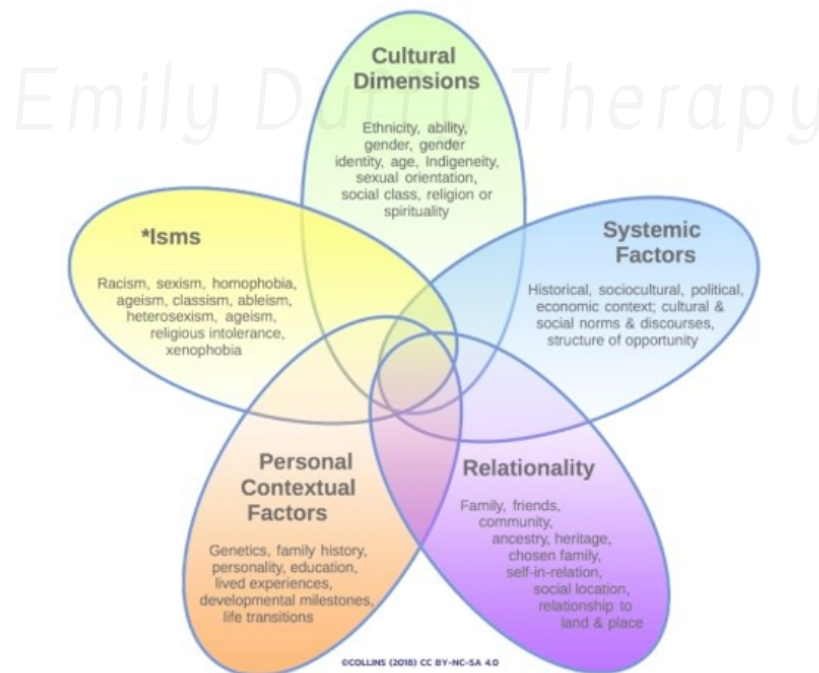 Emily Duffy Therapy
Cultural
Dimensions
Ethnicity, ability,
gender, gender
identity, age, Indigeneity,
sexual orientation,
social class, religion or
spirituality
*Isms
Racism, sexism, homophobia,
ageism, classism, ableism,
heterosexism, ageism,
religious intolerance,
xenophobia
Systemic
Factors
Historical, sociocultural, political,
economic context; cultural &
social norms & discourses,
structure of opportunity
Personal
Contextual
Factors
Genetics, family history,
personality, education,
lived experiences,
developmental milestones,
life transitions
Relationality
Family, friends,
community,
ancestry, heritage,
chosen family,
self-in-relation,
social location,
relationship to
land & place
©COLLINS (2018) CC BY-NC-SA 4.0